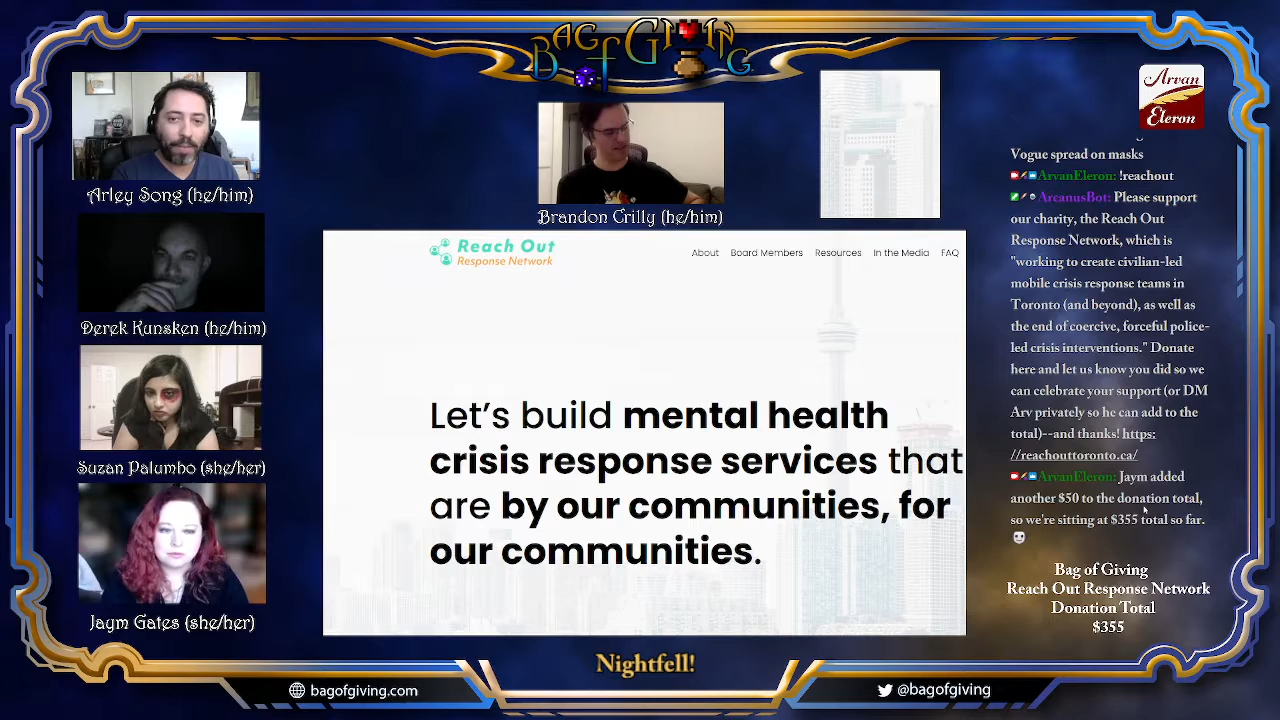 BAG of GIVING
Arvan
Eleron
Arley Song (he/him)
Brandon Crilly (he/him)
Derek Kunsken (he/him)
Suzan Palumbo (she/her)
Jaym Gates (she/her)
Reach Out
Response Network
About Board Members Resources In the Media FAQ
Let's build mental health
crisis response services that
are by our communities, for
our communities.
Vogue spread on masks
ArvanEleron: !reachout
ArcanusBot: Please support
our charity, the Reach Out
Response Network, which is
"working to create civilian-led
mobile crisis response teams in
Toronto (and beyond), as well as
the end of coercive, forceful police-
led crisis interventions." Donate
here and let us know you did so we
can celebrate your support (or DM
Arv privately so he can add to the
total)--and thanks! https:
//reachouttoronto.ca/
ArvanEleron: Jaym added
another $50 to the donation total,
so we're sitting at $355 total so far.
Bag of Giving
Reach Out Response Network
Donation Total
$355
Nightfell!
bagofgiving.com
@bagofgiving